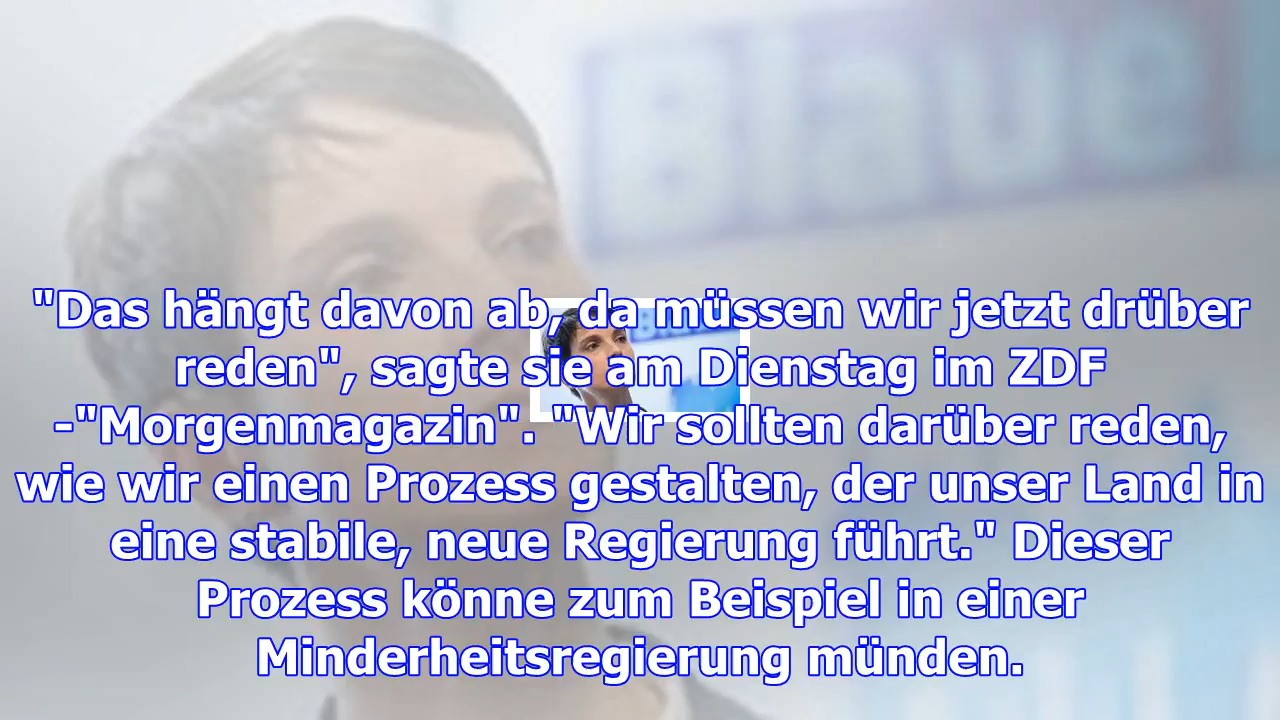 Blaue
"Das hängt davon ab, da müssen wir jetzt drüber
reden", sagte sie am Dienstag im ZDF
-"Morgenmagazin". "Wir sollten darüber reden,
wie wir einen Prozess gestalten, der unser Land in
eine stabile, neue Regierung führt." Dieser
Prozess könne zum Beispiel in einer
Minderheitsregierung münden.